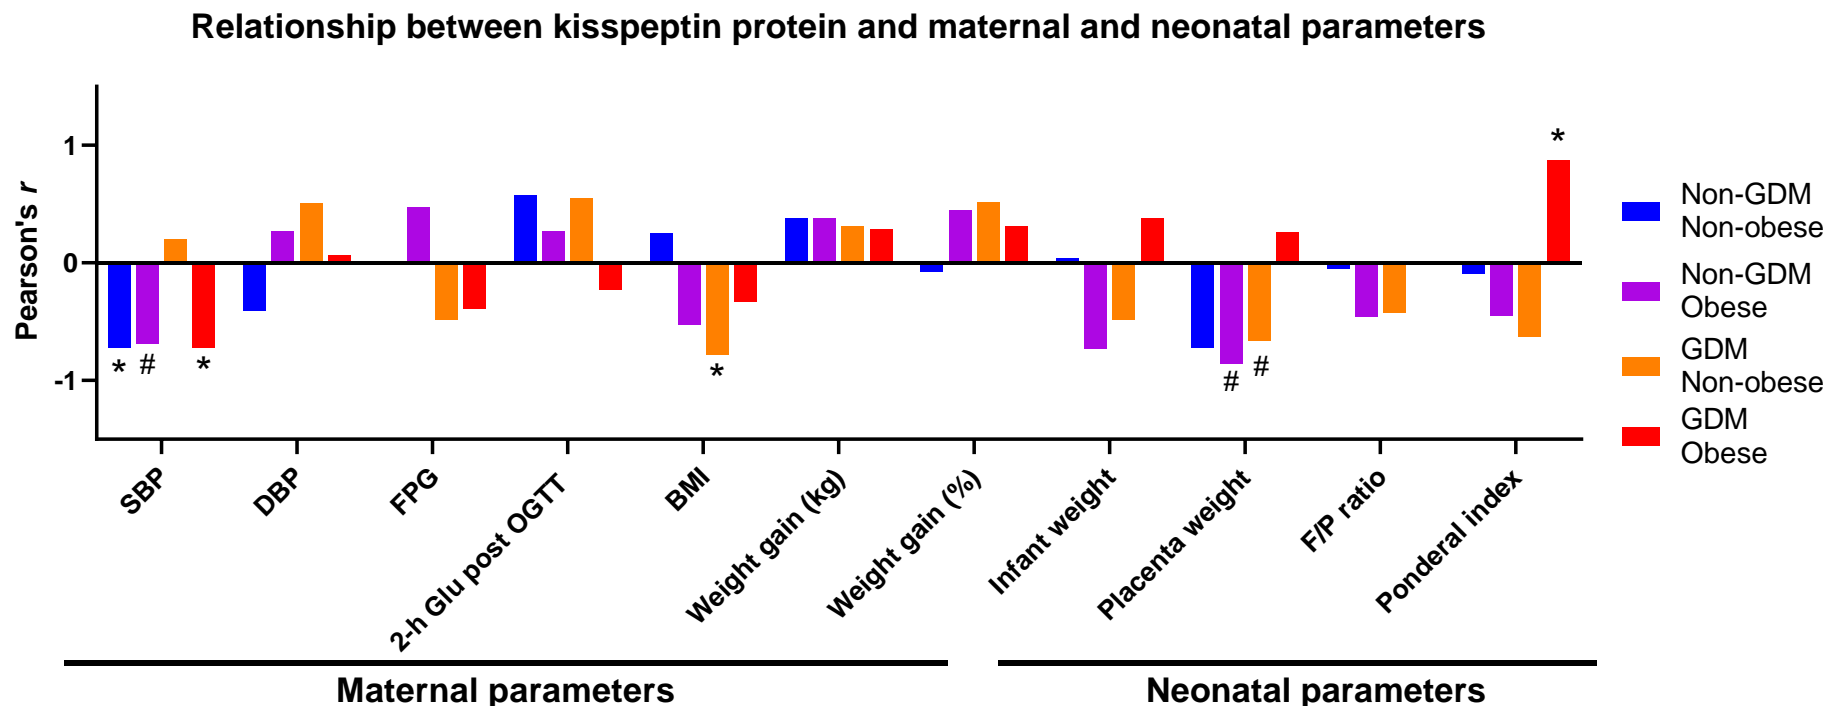 Relationship between kisspeptin protein and maternal and neonatal parameters
Pearson's r
1
0
-1
*
#
*
*
#
#
*
SBP
DBP
FPG
2-h Glu post OGTT
BMI
Weight gain (kg)
Weight gain (%)
Infant weight
Placenta weight
F/P ratio
Ponderal index
Maternal parameters
Neonatal parameters
Non-GDM
Non-obese
Non-GDM
Obese
GDM
Non-obese
GDM
Obese